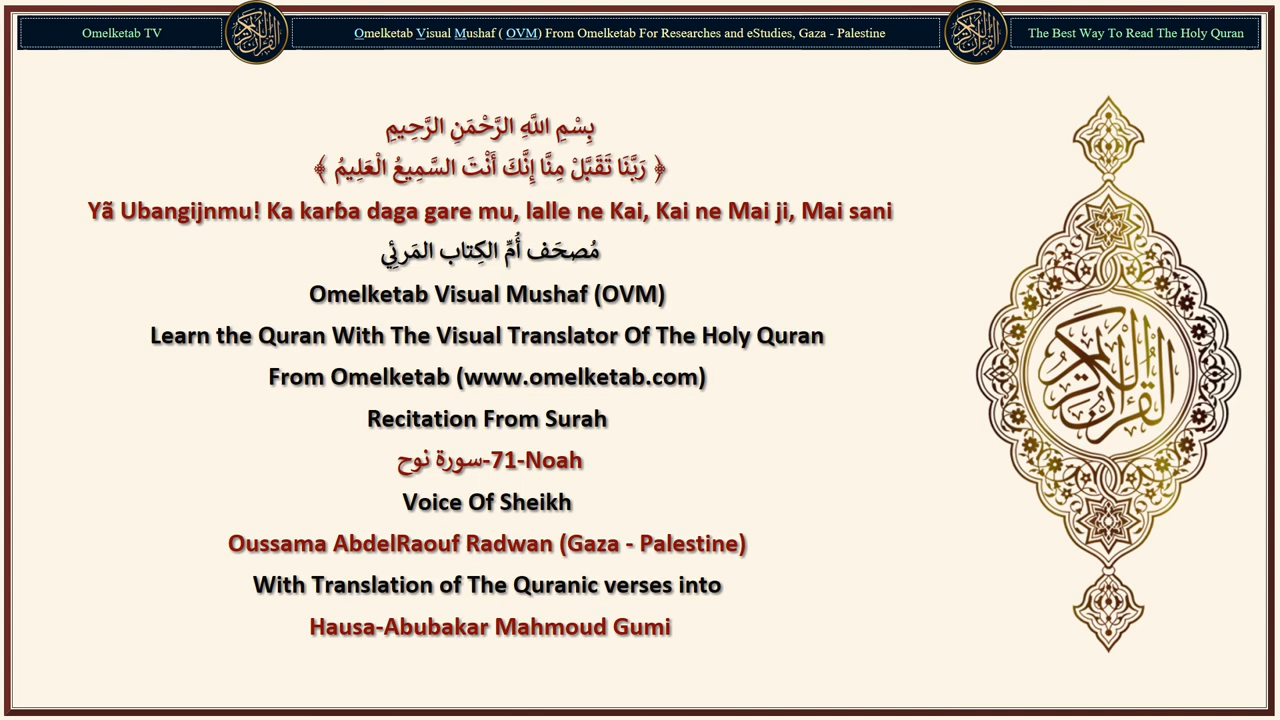 Omelketab TV
Omelketab Visual Mushaf ( OVM) From Omelketab For Researches and eStudies, Gaza - Palestine
The Best Way To Read The Holy Quran
بِسْمِ اللَّهِ الرَّحْمَنِ الرَّحِيمِ
﴿ رَبَّنَا تَقَبَّلْ مِنَّا إِنَّكَ أَنْتَ السَّمِيعُ الْعَلِيمُ ﴾
Yã Ubangijnmu! Ka karɓa daga gare mu, lalle ne Kai, Kai ne Mai ji, Mai sani
مُصحَف أُمِّ الكِتاب المَرئِي
Omelketab Visual Mushaf (OVM)
Learn the Quran With The Visual Translator Of The Holy Quran
From Omelketab (www.omelketab.com)
Recitation From Surah
سورة نوح-71-Noah
Voice Of Sheikh
Oussama AbdelRaouf Radwan (Gaza - Palestine)
With Translation of The Quranic verses into
Hausa-Abubakar Mahmoud Gumi
القرآن الكريم